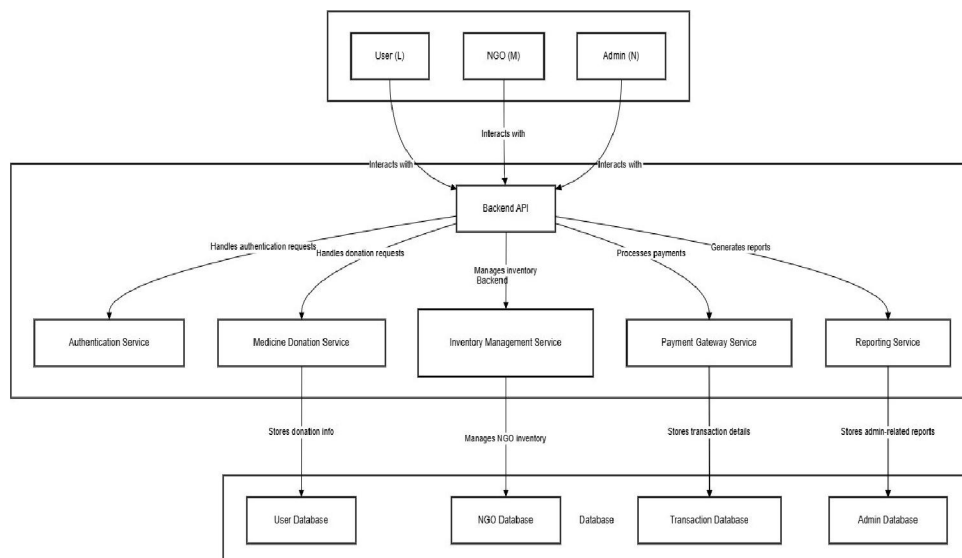 User (L)
NGO (M)
Admin (N)
Interacts with
Interacts with
Interacts with
Backend API
Handles authentication requests
Handles donation requests
Manages inventory
Backend
Processes payments
Generates reports
Authentication Service
Medicine Donation Service
Inventory Management Service
Payment Gateway Service
Reporting Service
Stores donation info
Manages NGO inventory
Stores transaction details
Stores admin-related reports
User Database
NGO Database
Database
Transaction Database
Admin Database